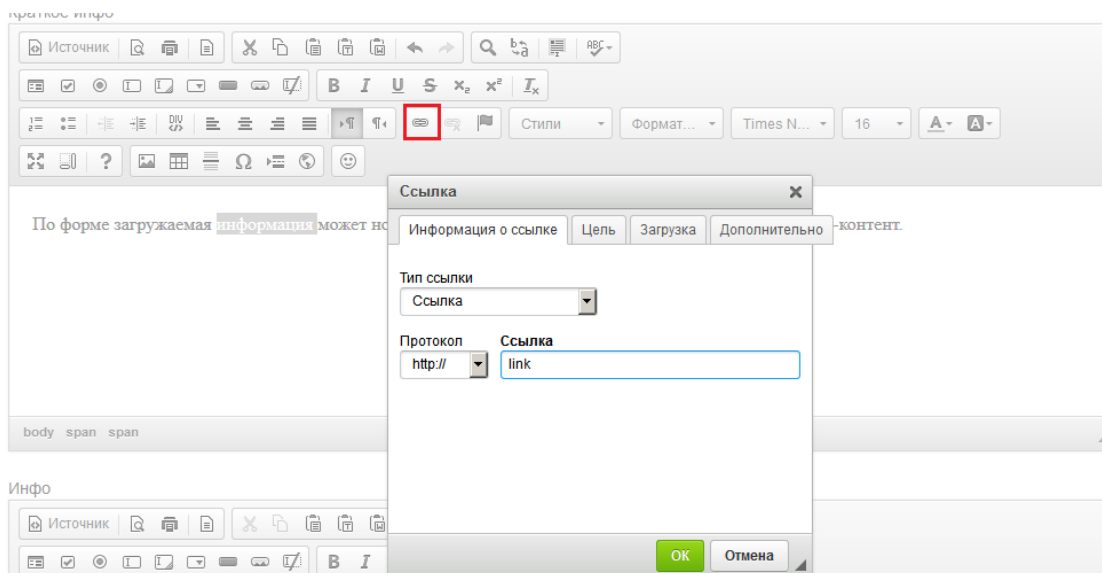 Краткое инфо
Источник
ABC
B I U S x₂ x² Iₓ
DIV
Стили Формат... Times N... 16 A A
? Ω
Ссылка
По форме загружаемая информация может но -контент.
Информация о ссылке Цель Загрузка Дополнительно
Тип ссылки
Ссылка
Протокол Ссылка
http:// link
body span span
Инфо
Источник
B I
ОК Отмена